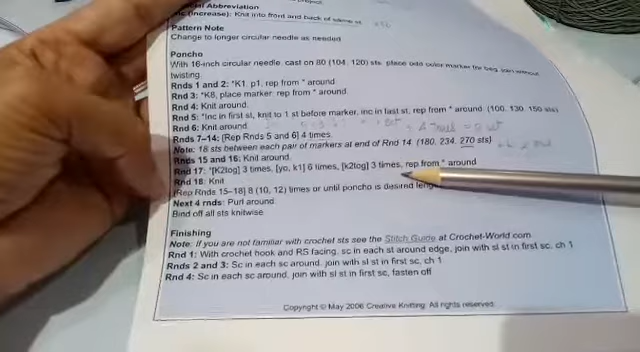 al Abbreviation
Inc (increase): Knit into front and back of same st
Pattern Note
Change to longer circular needle as needed
Poncho
With 16-inch circular needle, cast on 80 (104, 120) sts, place odd color marker for beg, join without
twisting.
Rnds 1 and 2: *K1, p1, rep from * around
Rnd 3: *K8, place marker, rep from * around.
Rnd 4: Knit around.
Rnd 5: *Inc in first st, knit to 1 st before marker, inc in last st, rep from * around. (100, 130, 150 sts)
Rnd 6: Knit around
Rnds 7–14: [Rep Rnds 5 and 6] 4 times.
Note: 18 sts between each pair of markers at end of Rnd 14. (180, 234, 270 sts)
Rnds 15 and 16: Knit around.
Rnd 17: *[K2tog] 3 times, [yo, k1] 6 times, [k2tog] 3 times, rep from * around
Rnd 18: Knit
[Rep Rnds 15–18] 8 (10, 12) times or until poncho is desired leng
Next 4 rnds: Purl around.
Bind off all sts knitwise
Finishing
Note: If you are not familiar with crochet sts see the Stitch Guide at Crochet-World.com
Rnd 1: With crochet hook and RS facing, sc in each st around edge, join with sl st in first sc, ch 1
Rnds 2 and 3: Sc in each sc around, join with sl st in first sc, ch 1
Rnd 4: Sc in each sc around, join with sl st in first sc, fasten off
Copyright © May 2006 Creative Knitting. All rights reserved